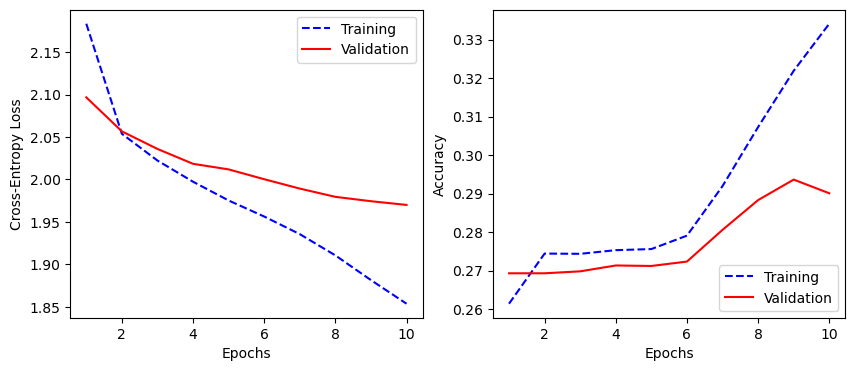 Training
Validation
Cross-Entropy Loss
2.15
2.10
2.05
2.00
1.95
1.90
1.85
2 4 6 8 10
Epochs
Accuracy
0.33
0.32
0.31
0.30
0.29
0.28
0.27
0.26
Training
Validation
2 4 6 8 10
Epochs